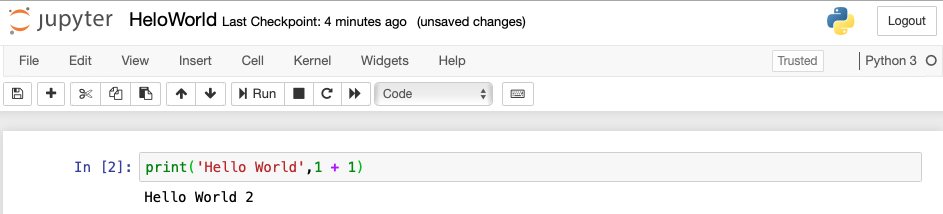 jupyter HeloWorld Last Checkpoint: 4 minutes ago (unsaved changes) Logout
File Edit View Insert Cell Kernel Widgets Help Trusted Python 3
Run Code
In [2]: print('Hello World',1 + 1)
Hello World 2